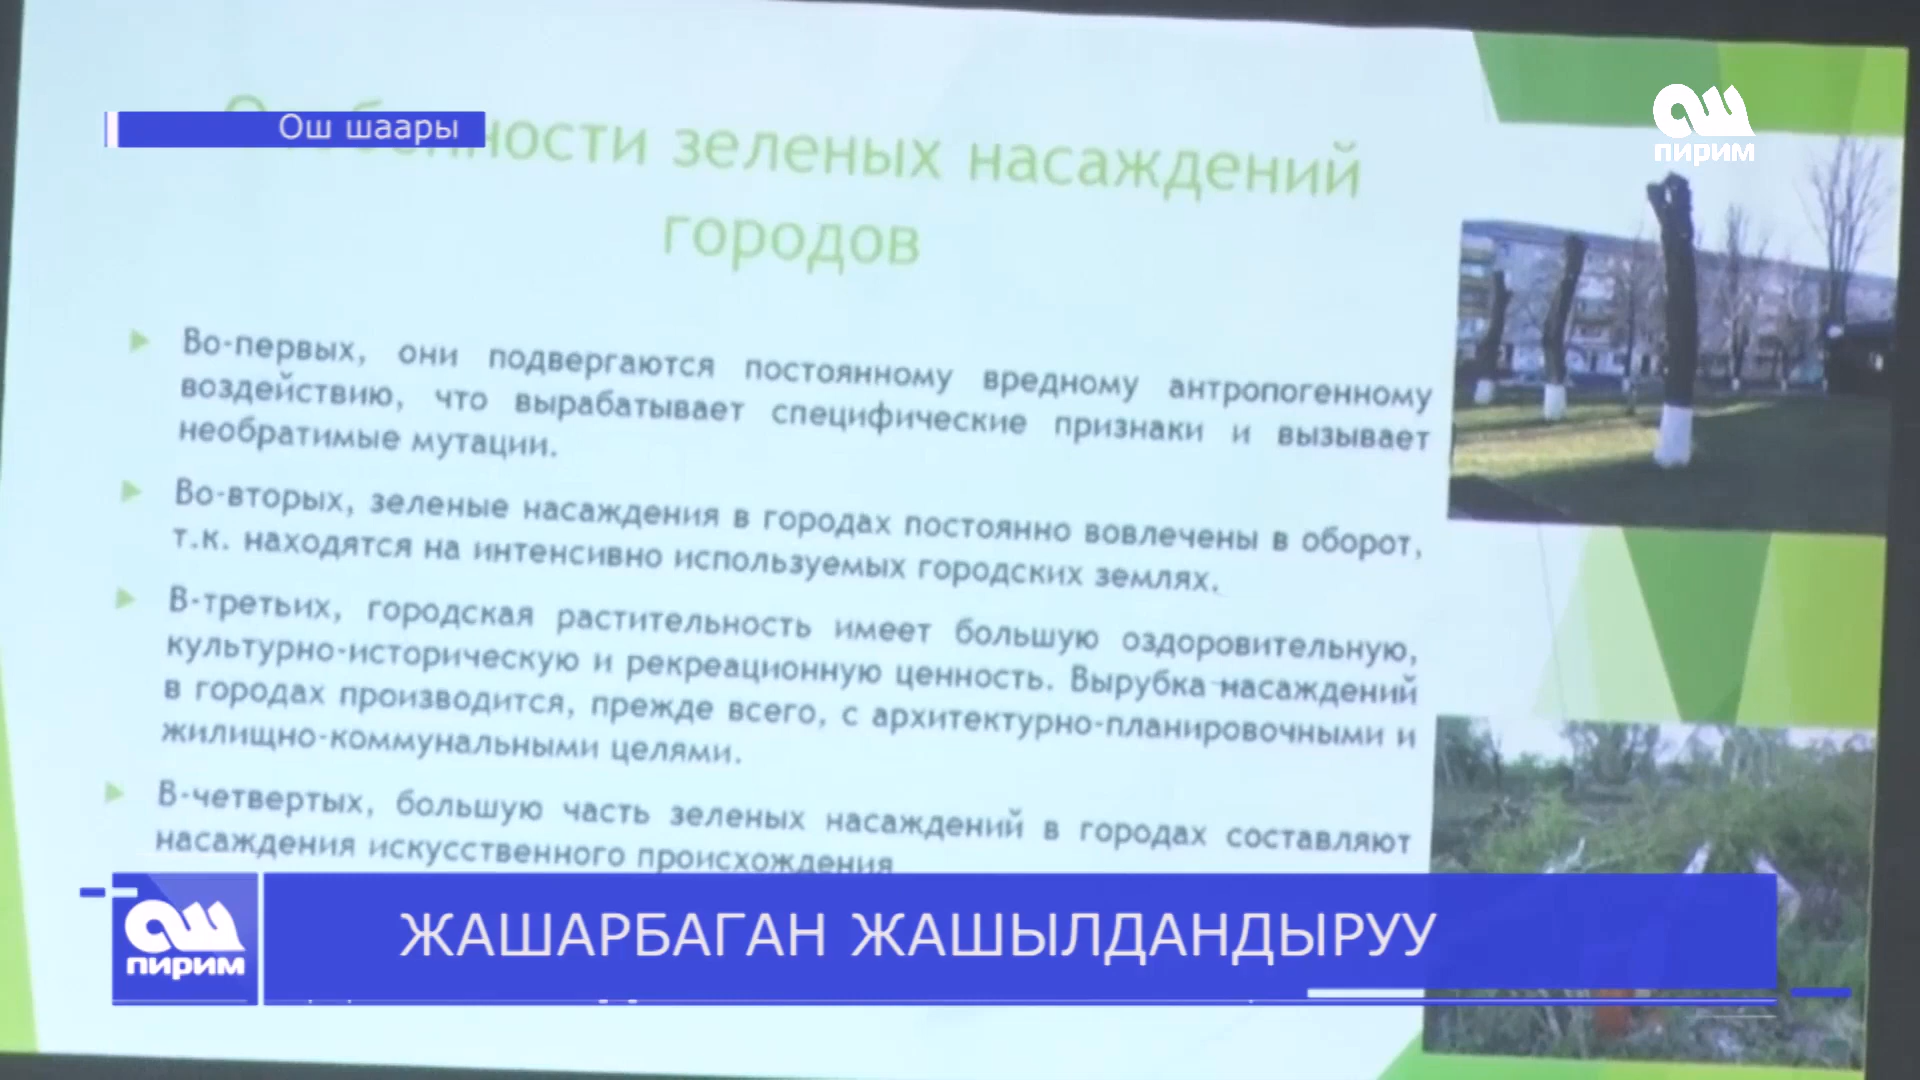 Ош шаары
ОШ
ПИРИМ
зеленых насаждений
городов
Во-первых, они подвергаются постоянному вредному антропогенному
воздействию, что вырабатывает специфические признаки и вызывает
необратимые мутации.
Во-вторых, зеленые насаждения в городах постоянно вовлечены в оборот,
т.к. находятся на интенсивно используемых городских землях.
В-третьих, городская растительность имеет большую оздоровительную,
культурно-историческую и рекреационную ценность. Вырубка насаждений
в городах производится, прежде всего, с архитектурно-планировочными и
жилищно-коммунальными целями.
В-четвертых, большую часть зеленых насаждений в городах составляют
насаждения искусственного происхождения
ОШ
ПИРИМ
ЖАШАРБАГАН ЖАШЫЛДАНДЫРУУ